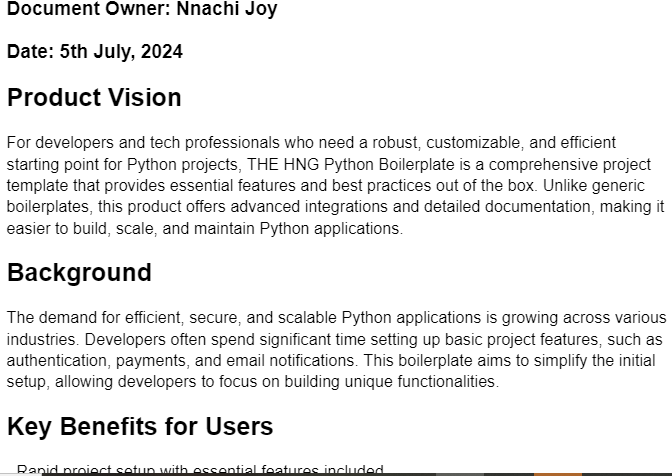 Document Owner: Nnachi Joy
Date: 5th July, 2024
Product Vision
For developers and tech professionals who need a robust, customizable, and efficient
starting point for Python projects, THE HNG Python Boilerplate is a comprehensive project
template that provides essential features and best practices out of the box. Unlike generic
boilerplates, this product offers advanced integrations and detailed documentation, making it
easier to build, scale, and maintain Python applications.
Background
The demand for efficient, secure, and scalable Python applications is growing across various
industries. Developers often spend significant time setting up basic project features, such as
authentication, payments, and email notifications. This boilerplate aims to simplify the initial
setup, allowing developers to focus on building unique functionalities.
Key Benefits for Users
Rapid project setup with essential features included